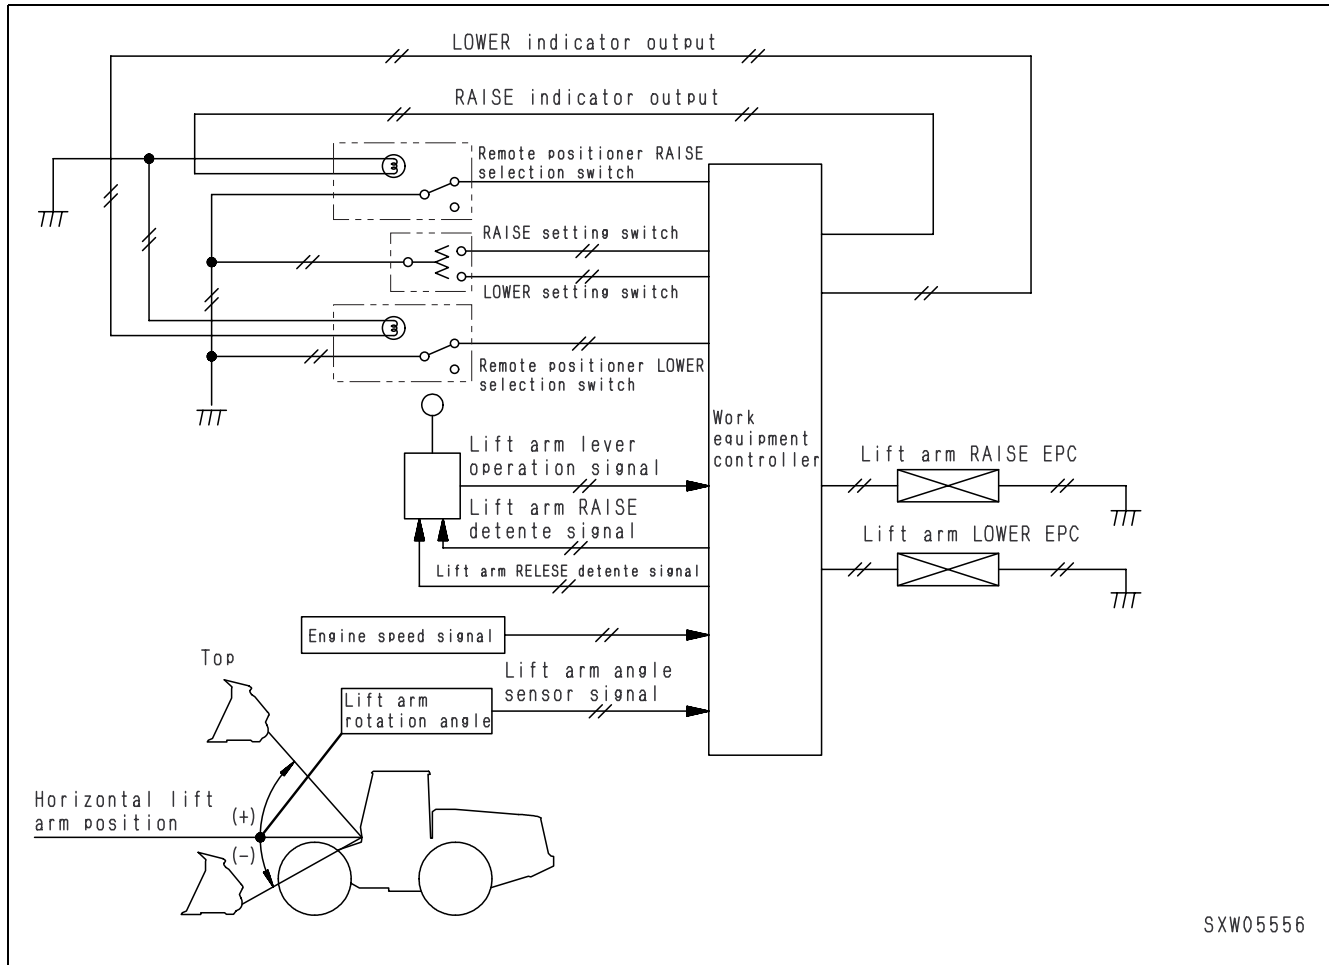 LOWER indicator output
RAISE indicator output
Remote positioner RAISE
selection switch
RAISE setting switch
LOWER setting switch
Remote positioner LOWER
selection switch
Work
equipment
controller
Lift arm lever
operation signal
Lift arm RAISE EPC
Lift arm RAISE
detente signal
Lift arm LOWER EPC
Lift arm RELESE detente signal
Engine speed signal
Top
Lift arm angle
sensor signal
Lift arm
rotation angle
Horizontal lift
arm position
(+)
(-)
SXW05556